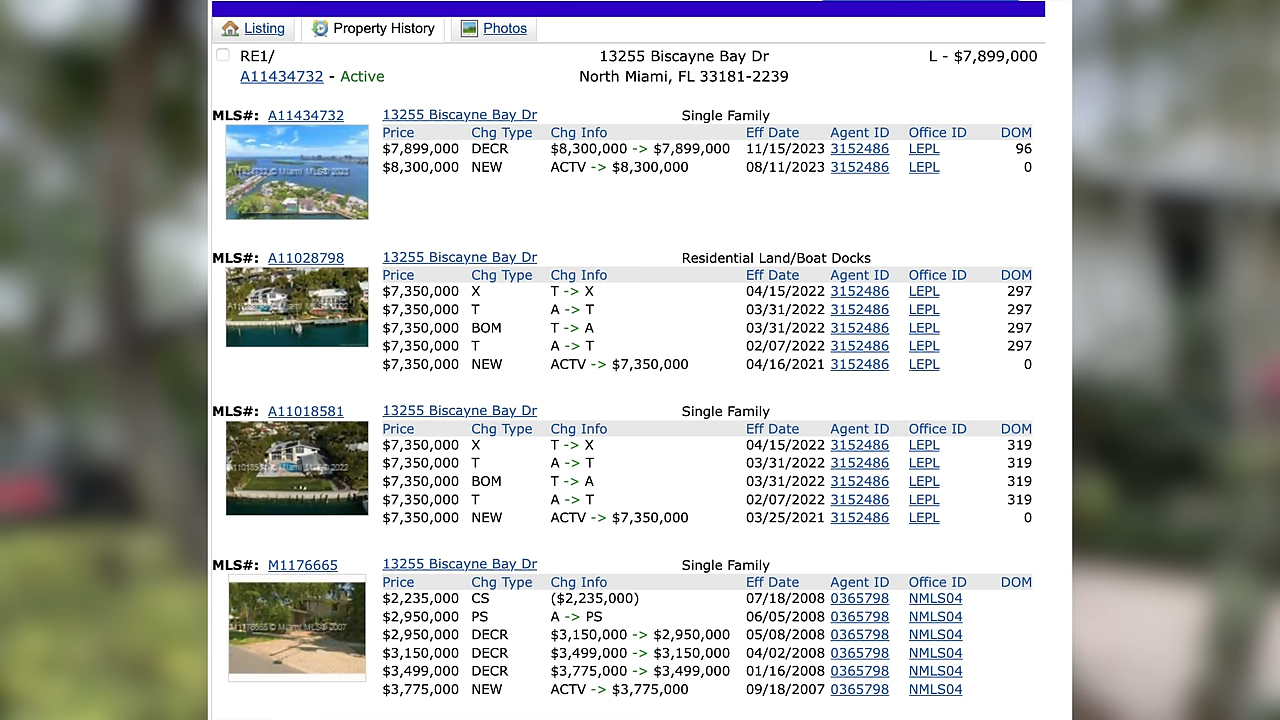 Listing Property History Photos
RE1/ 13255 Biscayne Bay Dr L - $7,899,000
A11434732 - Active North Miami, FL 33181-2239
MLS#: A11434732 13255 Biscayne Bay Dr Single Family
Price Chg Type Chg Info Eff Date Agent ID Office ID DOM
$7,899,000 DECR $8,300,000 -> $7,899,000 11/15/2023 3152486 LEPL 96
$8,300,000 NEW ACTV -> $8,300,000 08/11/2023 3152486 LEPL 0
A11434732 © Miami MLS® 2023
MLS#: A11028798 13255 Biscayne Bay Dr Residential Land/Boat Docks
Price Chg Type Chg Info Eff Date Agent ID Office ID DOM
$7,350,000 X T -> X 04/15/2022 3152486 LEPL 297
$7,350,000 T A -> T 03/31/2022 3152486 LEPL 297
$7,350,000 BOM T -> A 03/31/2022 3152486 LEPL 297
$7,350,000 T A -> T 02/07/2022 3152486 LEPL 297
$7,350,000 NEW ACTV -> $7,350,000 04/16/2021 3152486 LEPL 0
MLS#: A11018581 13255 Biscayne Bay Dr Single Family
Price Chg Type Chg Info Eff Date Agent ID Office ID DOM
$7,350,000 X T -> X 04/15/2022 3152486 LEPL 319
$7,350,000 T A -> T 03/31/2022 3152486 LEPL 319
$7,350,000 BOM T -> A 03/31/2022 3152486 LEPL 319
$7,350,000 T A -> T 02/07/2022 3152486 LEPL 319
$7,350,000 NEW ACTV -> $7,350,000 03/25/2021 3152486 LEPL 0
A11018581 © Miami MLS® 2022
MLS#: M1176665 13255 Biscayne Bay Dr Single Family
Price Chg Type Chg Info Eff Date Agent ID Office ID DOM
$2,235,000 CS ($2,235,000) 07/18/2008 0365798 NMLS04
$2,950,000 PS A -> PS 06/05/2008 0365798 NMLS04
$2,950,000 DECR $3,150,000 -> $2,950,000 05/08/2008 0365798 NMLS04
$3,150,000 DECR $3,499,000 -> $3,150,000 04/02/2008 0365798 NMLS04
$3,499,000 DECR $3,775,000 -> $3,499,000 01/16/2008 0365798 NMLS04
$3,775,000 NEW ACTV -> $3,775,000 09/18/2007 0365798 NMLS04
M1176665 © Miami MLS® 2007